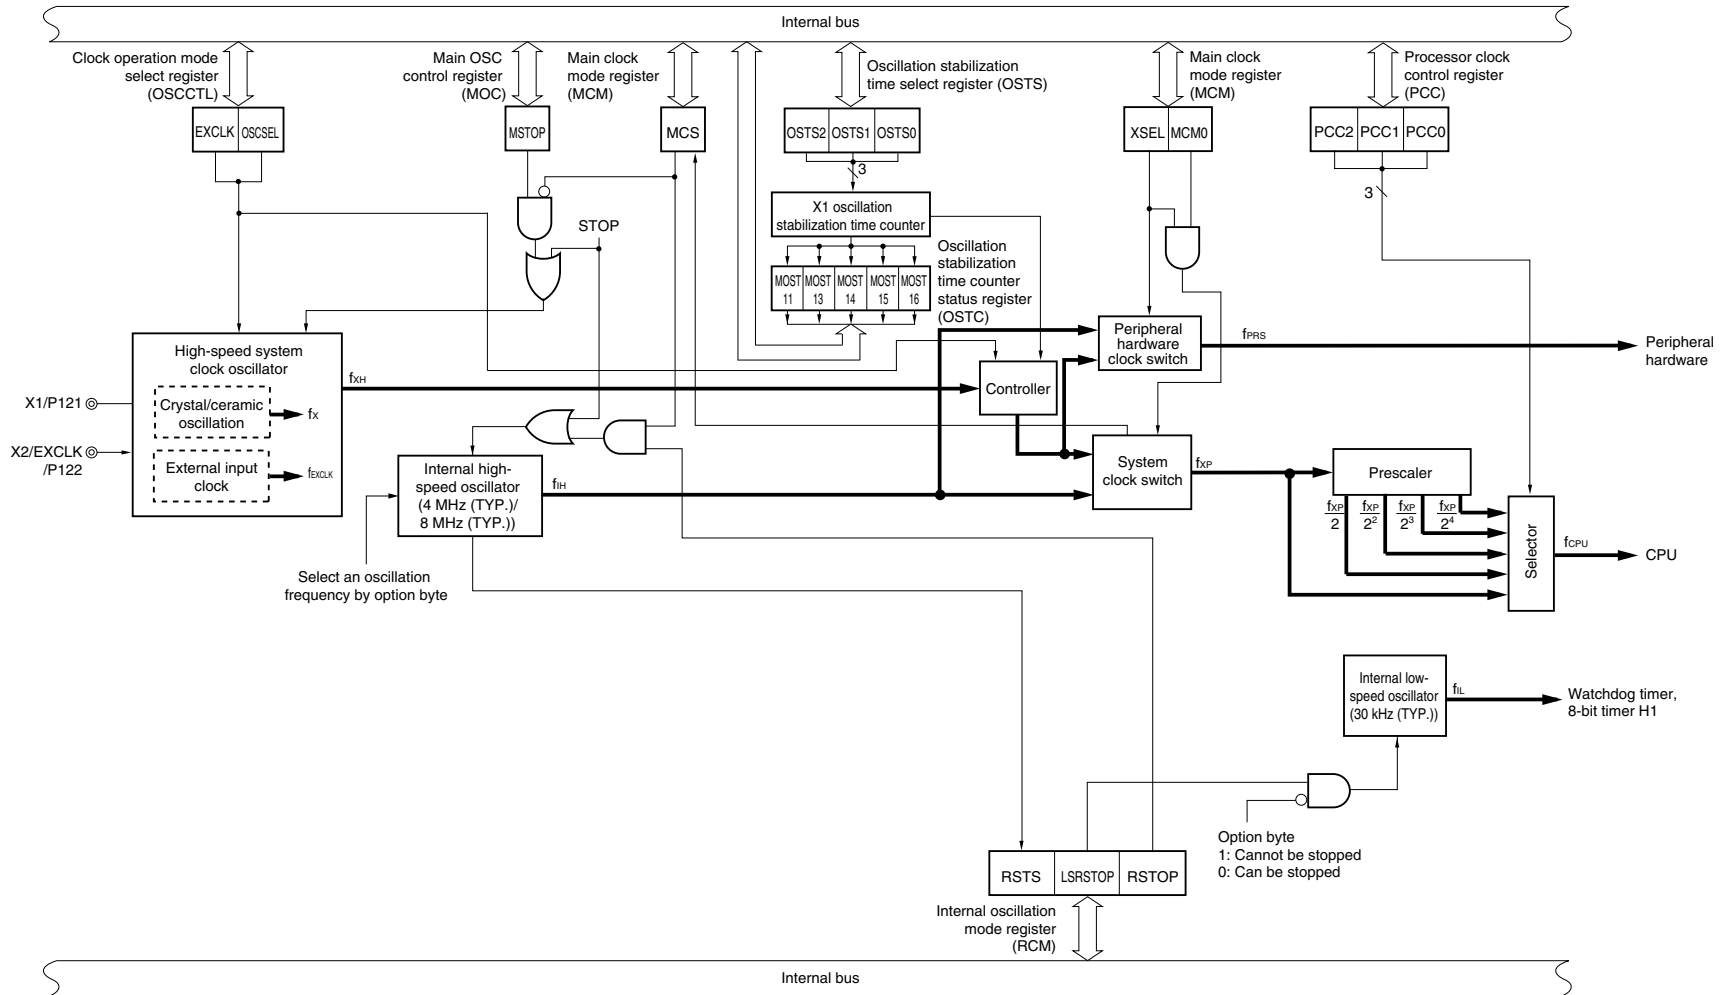 Internal bus
Clock operation mode
select register
(OSCCTL)
Main OSC
control register
(MOC)
Main clock
mode register
(MCM)
Oscillation stabilization
time select register (OSTS)
Main clock
mode register
(MCM)
Processor clock
control register
(PCC)
EXCLK OSCSEL
MSTOP
MCS
OSTS2 OSTS1 OSTS0
XSEL MCM0
PCC2 PCC1 PCC0
3
3
X1 oscillation
stabilization time counter
STOP
Oscillation
stabilization
time counter
status register
(OSTC)
MOST 11
MOST 13
MOST 14
MOST 15
MOST 16
High-speed system
clock oscillator
Crystal/ceramic
oscillation
fX
External input
clock
fEXCLK
X1/P121
X2/EXCLK
/P122
fXH
Controller
Peripheral
hardware
clock switch
fPRS
Peripheral
hardware
Internal high-
speed oscillator
(4 MHz (TYP.)/
8 MHz (TYP.))
fIH
System
clock switch
fXP
Prescaler
fXP/2
fXP/2²
fXP/2³
fXP/2⁴
Selector
fCPU
CPU
Select an oscillation
frequency by option byte
Internal low-
speed oscillator
(30 kHz (TYP.))
fIL
Watchdog timer,
8-bit timer H1
Option byte
1: Cannot be stopped
0: Can be stopped
RSTS LSRSTOP RSTOP
Internal oscillation
mode register
(RCM)
Internal bus